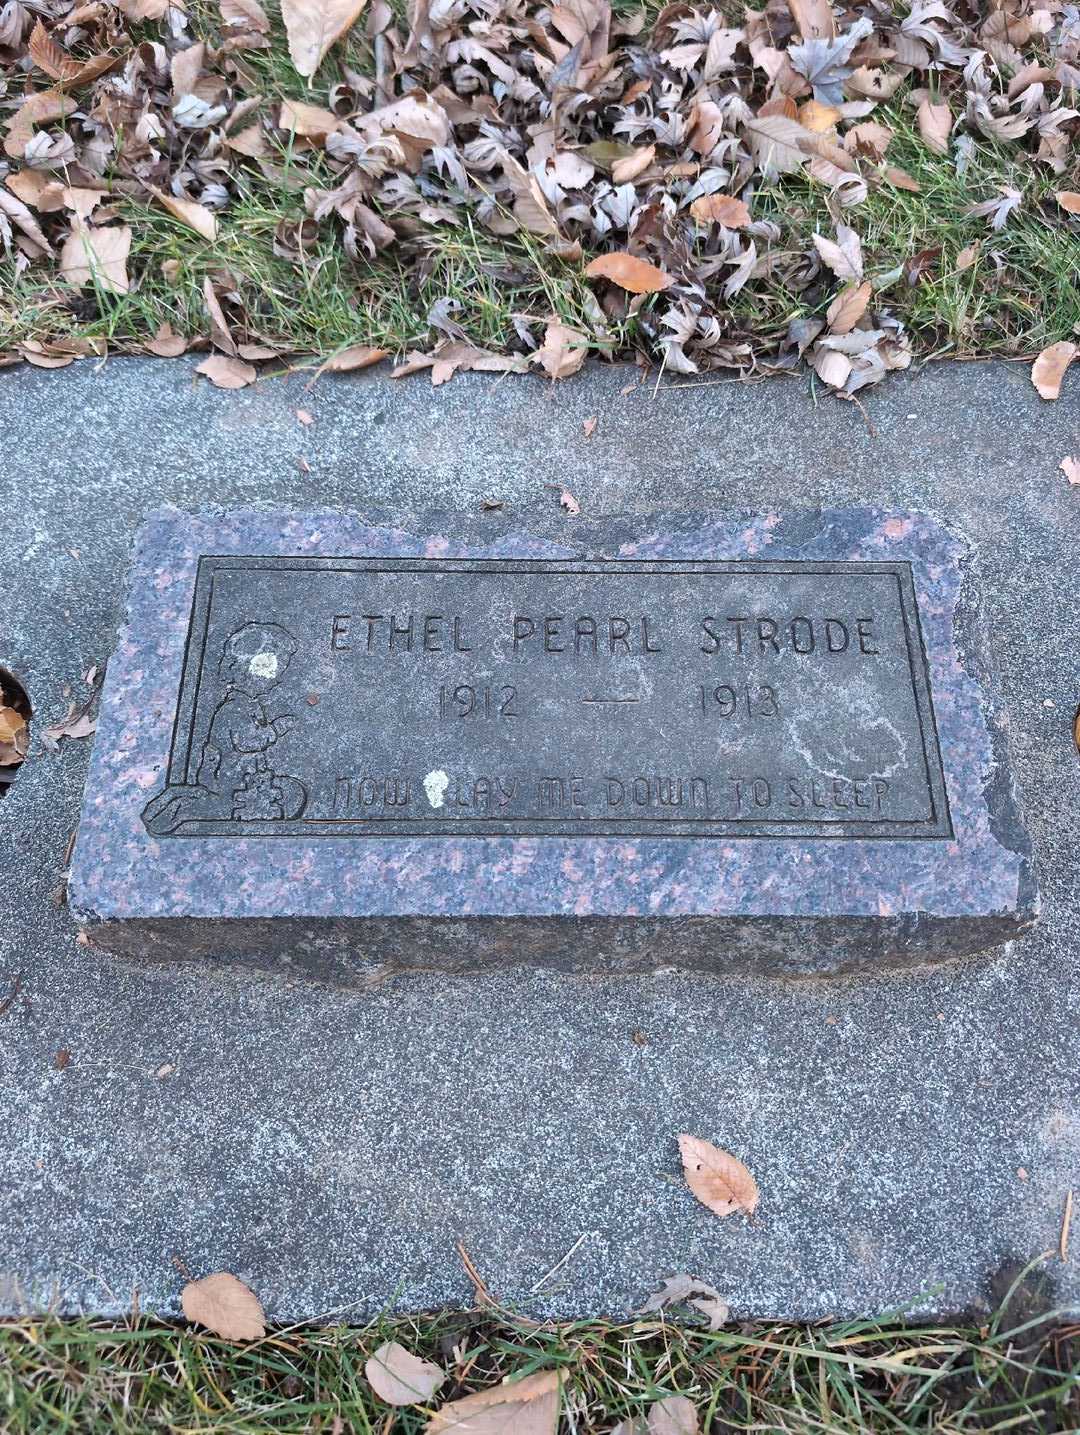 ETHEL PEARL STRODE
1912 — 1913
NOW I LAY ME DOWN TO SLEEP